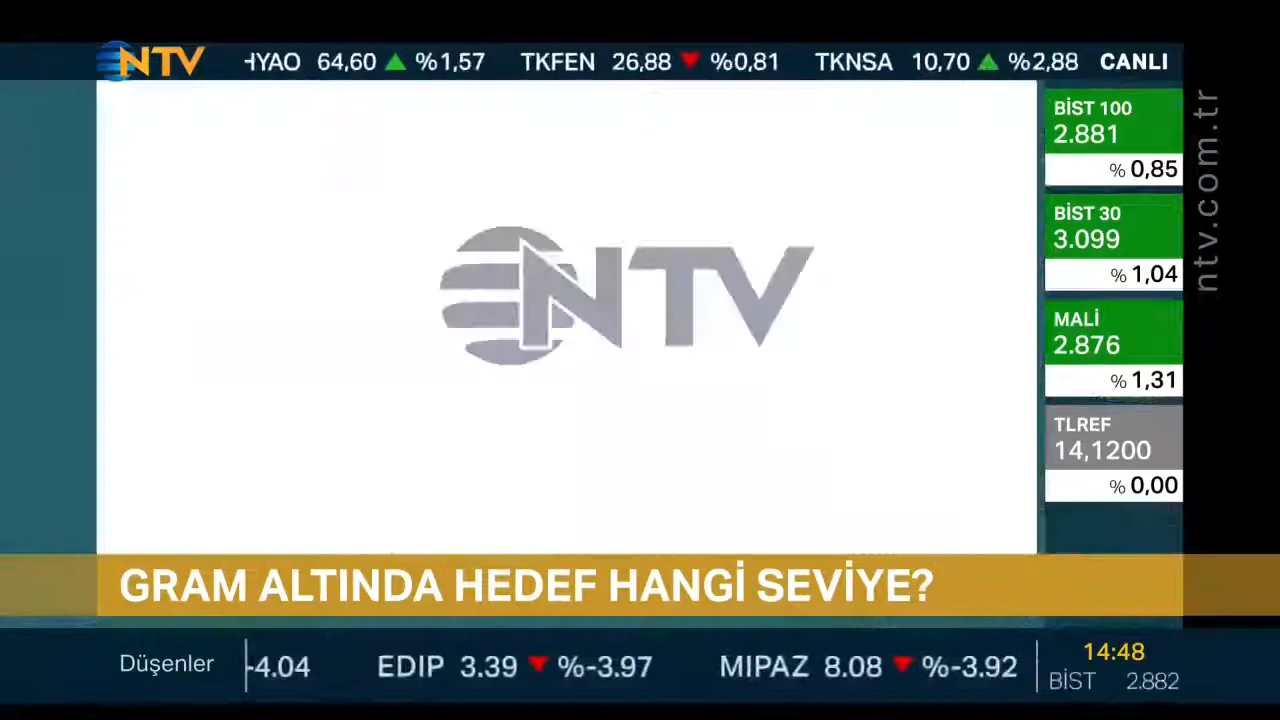 NTV HYAO 64,60 %1,57 TKFEN 26,88 %0,81 TKNSA 10,70 %2,88 CANLI
BİST 100
2.881
% 0,85
BİST 30
3.099
% 1,04
MALİ
2.876
% 1,31
TLREF
14,1200
% 0,00
ntv.com.tr
NTV
GRAM ALTINDA HEDEF HANGİ SEVİYE?
Düşenler -4.04 EDIP 3.39 %-3.97 MIPAZ 8.08 %-3.92
14:48
BİST 2.882